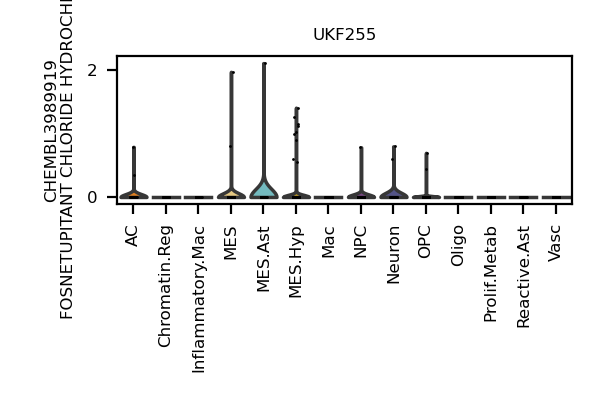 UKF255
CHEMBL3989919
FOSNETUPITANT CHLORIDE
2
0
AC
Chromatin.Reg
Inflammatory.Mac
MES
MES.Ast
MES.Hyp
Mac
NPC
Neuron
OPC
Oligo
Prolif.Metab
Reactive.Ast
Vasc